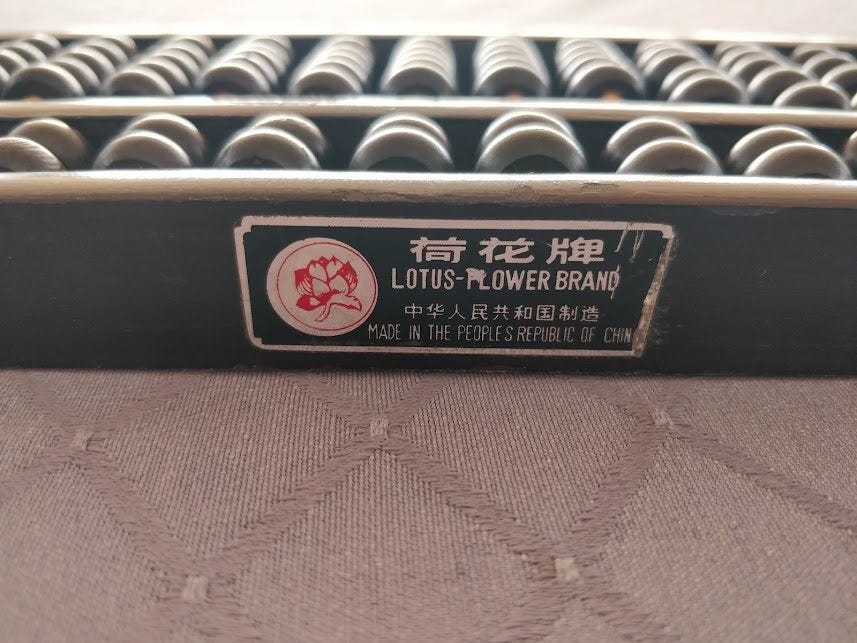 荷花牌
LOTUS-FLOWER BRAND
中华人民共和国制造
MADE IN THE PEOPLES REPUBLIC OF CHIN